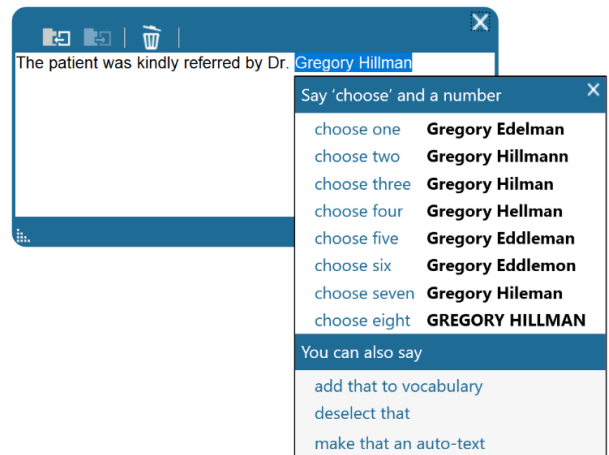 The patient was kindly referred by Dr. Gregory Hillman
Say ‘choose’ and a number
choose one Gregory Edelman
choose two Gregory Hillmann
choose three Gregory Hilman
choose four Gregory Hellman
choose five Gregory Eddleman
choose six Gregory Eddlemon
choose seven Gregory Hileman
choose eight GREGORY HILLMAN
You can also say
add that to vocabulary
deselect that
make that an auto-text